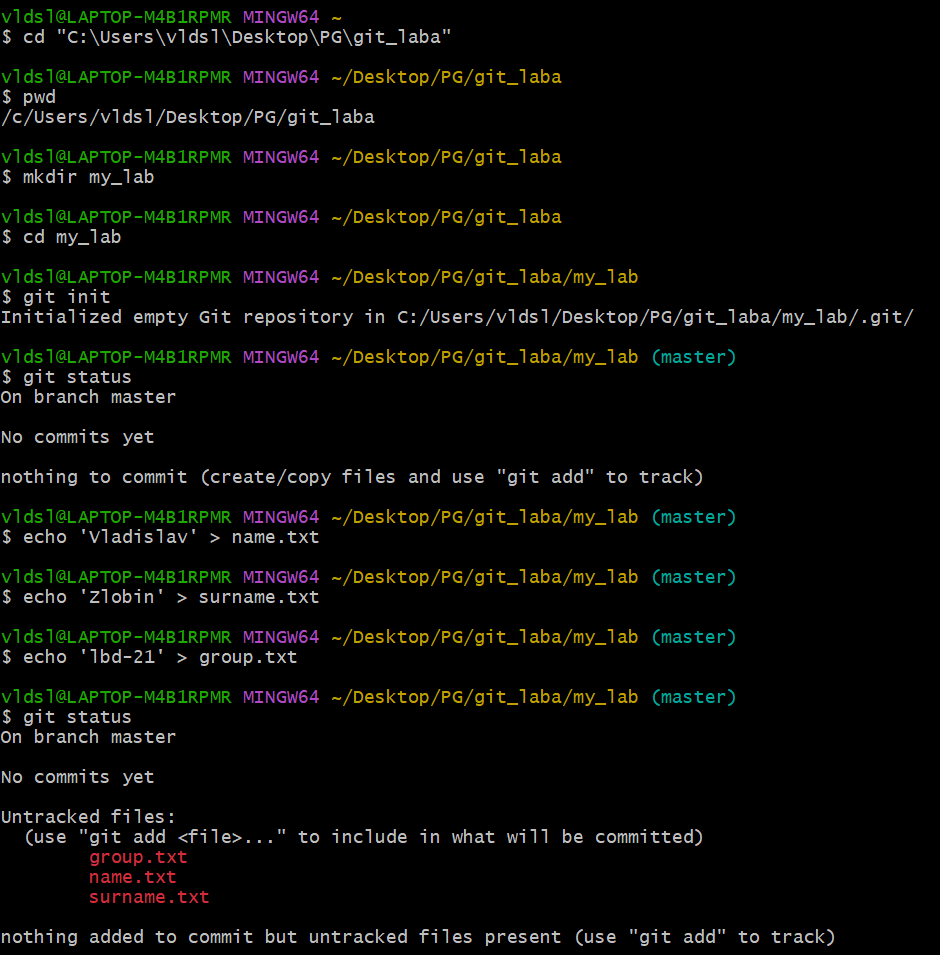 vldsl@LAPTOP-M4B1RPMR MINGW64 ~
$ cd "C:\Users\vldsl\Desktop\PG\git_laba"
vldsl@LAPTOP-M4B1RPMR MINGW64 ~/Desktop/PG/git_laba
$ pwd
/c/Users/vldsl/Desktop/PG/git_laba
vldsl@LAPTOP-M4B1RPMR MINGW64 ~/Desktop/PG/git_laba
$ mkdir my_lab
vldsl@LAPTOP-M4B1RPMR MINGW64 ~/Desktop/PG/git_laba
$ cd my_lab
vldsl@LAPTOP-M4B1RPMR MINGW64 ~/Desktop/PG/git_laba/my_lab
$ git init
Initialized empty Git repository in C:/Users/vldsl/Desktop/PG/git_laba/my_lab/.git/
vldsl@LAPTOP-M4B1RPMR MINGW64 ~/Desktop/PG/git_laba/my_lab (master)
$ git status
On branch master
No commits yet
nothing to commit (create/copy files and use "git add" to track)
vldsl@LAPTOP-M4B1RPMR MINGW64 ~/Desktop/PG/git_laba/my_lab (master)
$ echo 'Vladislav' > name.txt
vldsl@LAPTOP-M4B1RPMR MINGW64 ~/Desktop/PG/git_laba/my_lab (master)
$ echo 'Zlobin' > surname.txt
vldsl@LAPTOP-M4B1RPMR MINGW64 ~/Desktop/PG/git_laba/my_lab (master)
$ echo 'lbd-21' > group.txt
vldsl@LAPTOP-M4B1RPMR MINGW64 ~/Desktop/PG/git_laba/my_lab (master)
$ git status
On branch master
No commits yet
Untracked files:
  (use "git add <file>..." to include in what will be committed)
        group.txt
        name.txt
        surname.txt
nothing added to commit but untracked files present (use "git add" to track)